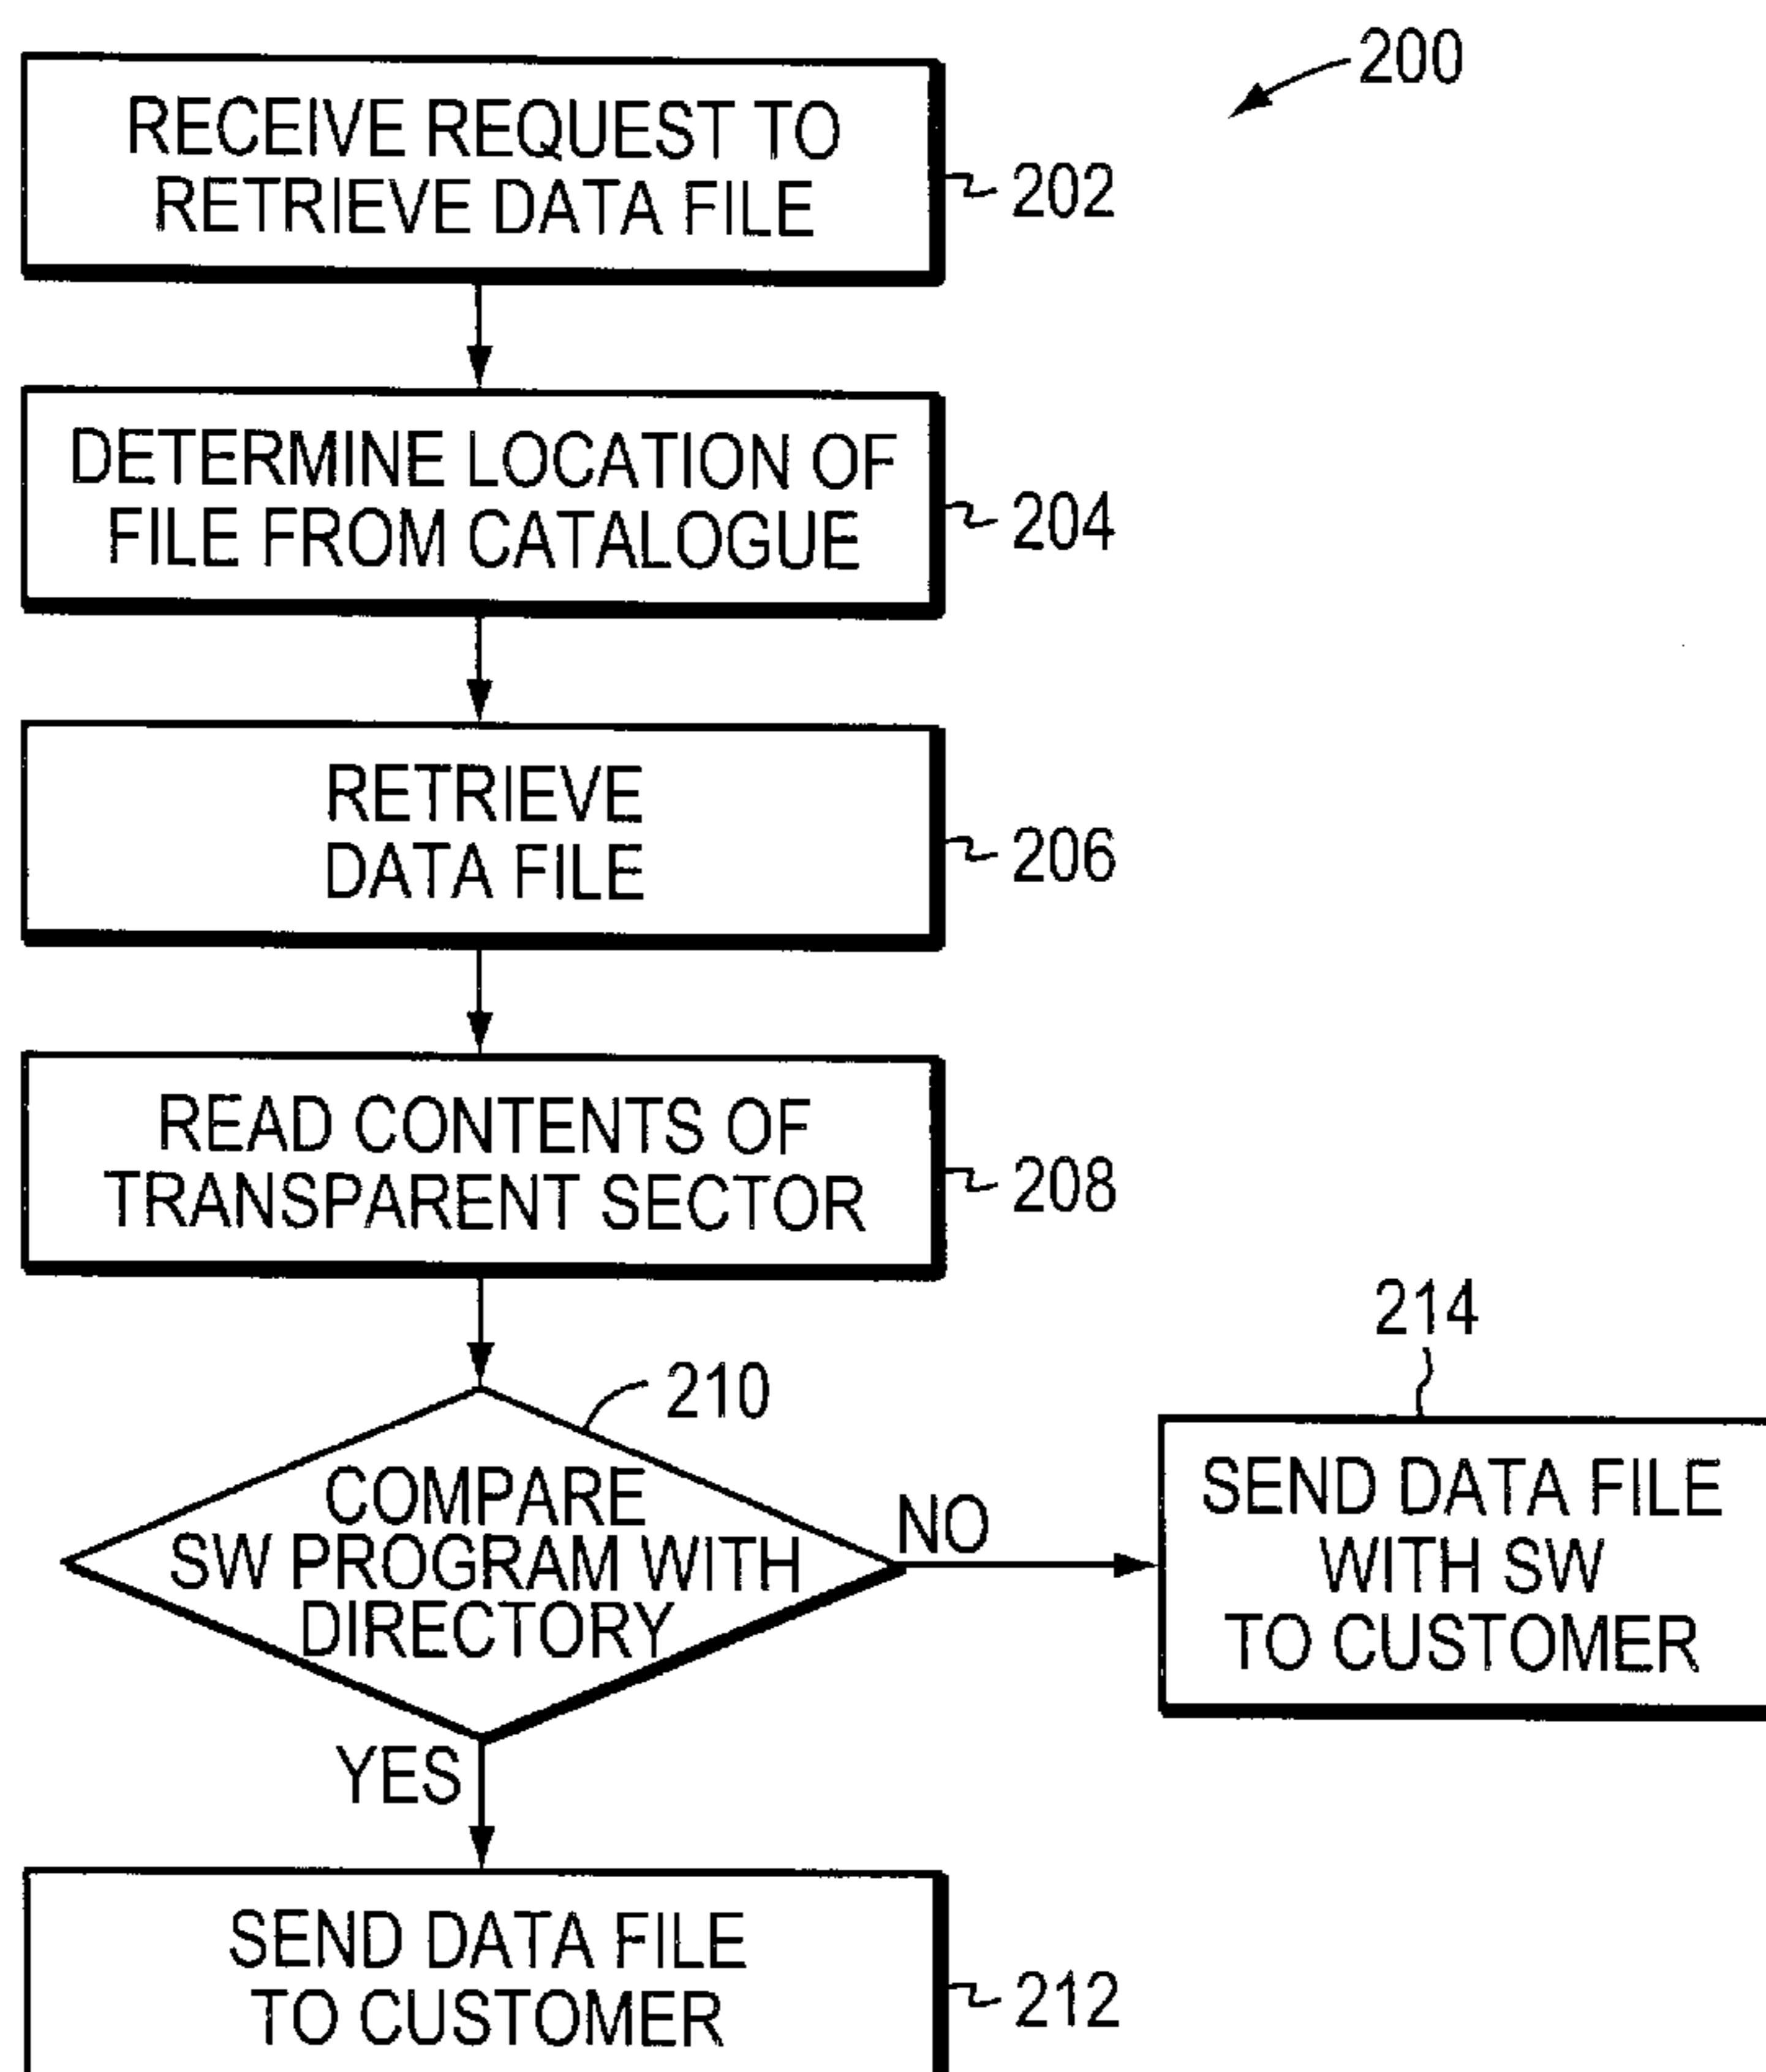 200
RECEIVE REQUEST TO
RETRIEVE DATA FILE
202
DETERMINE LOCATION OF
FILE FROM CATALOGUE
204
RETRIEVE
DATA FILE
206
READ CONTENTS OF
TRANSPARENT SECTOR
208
210
COMPARE
SW PROGRAM WITH
DIRECTORY
NO
214
SEND DATA FILE
WITH SW
TO CUSTOMER
YES
SEND DATA FILE
TO CUSTOMER
212